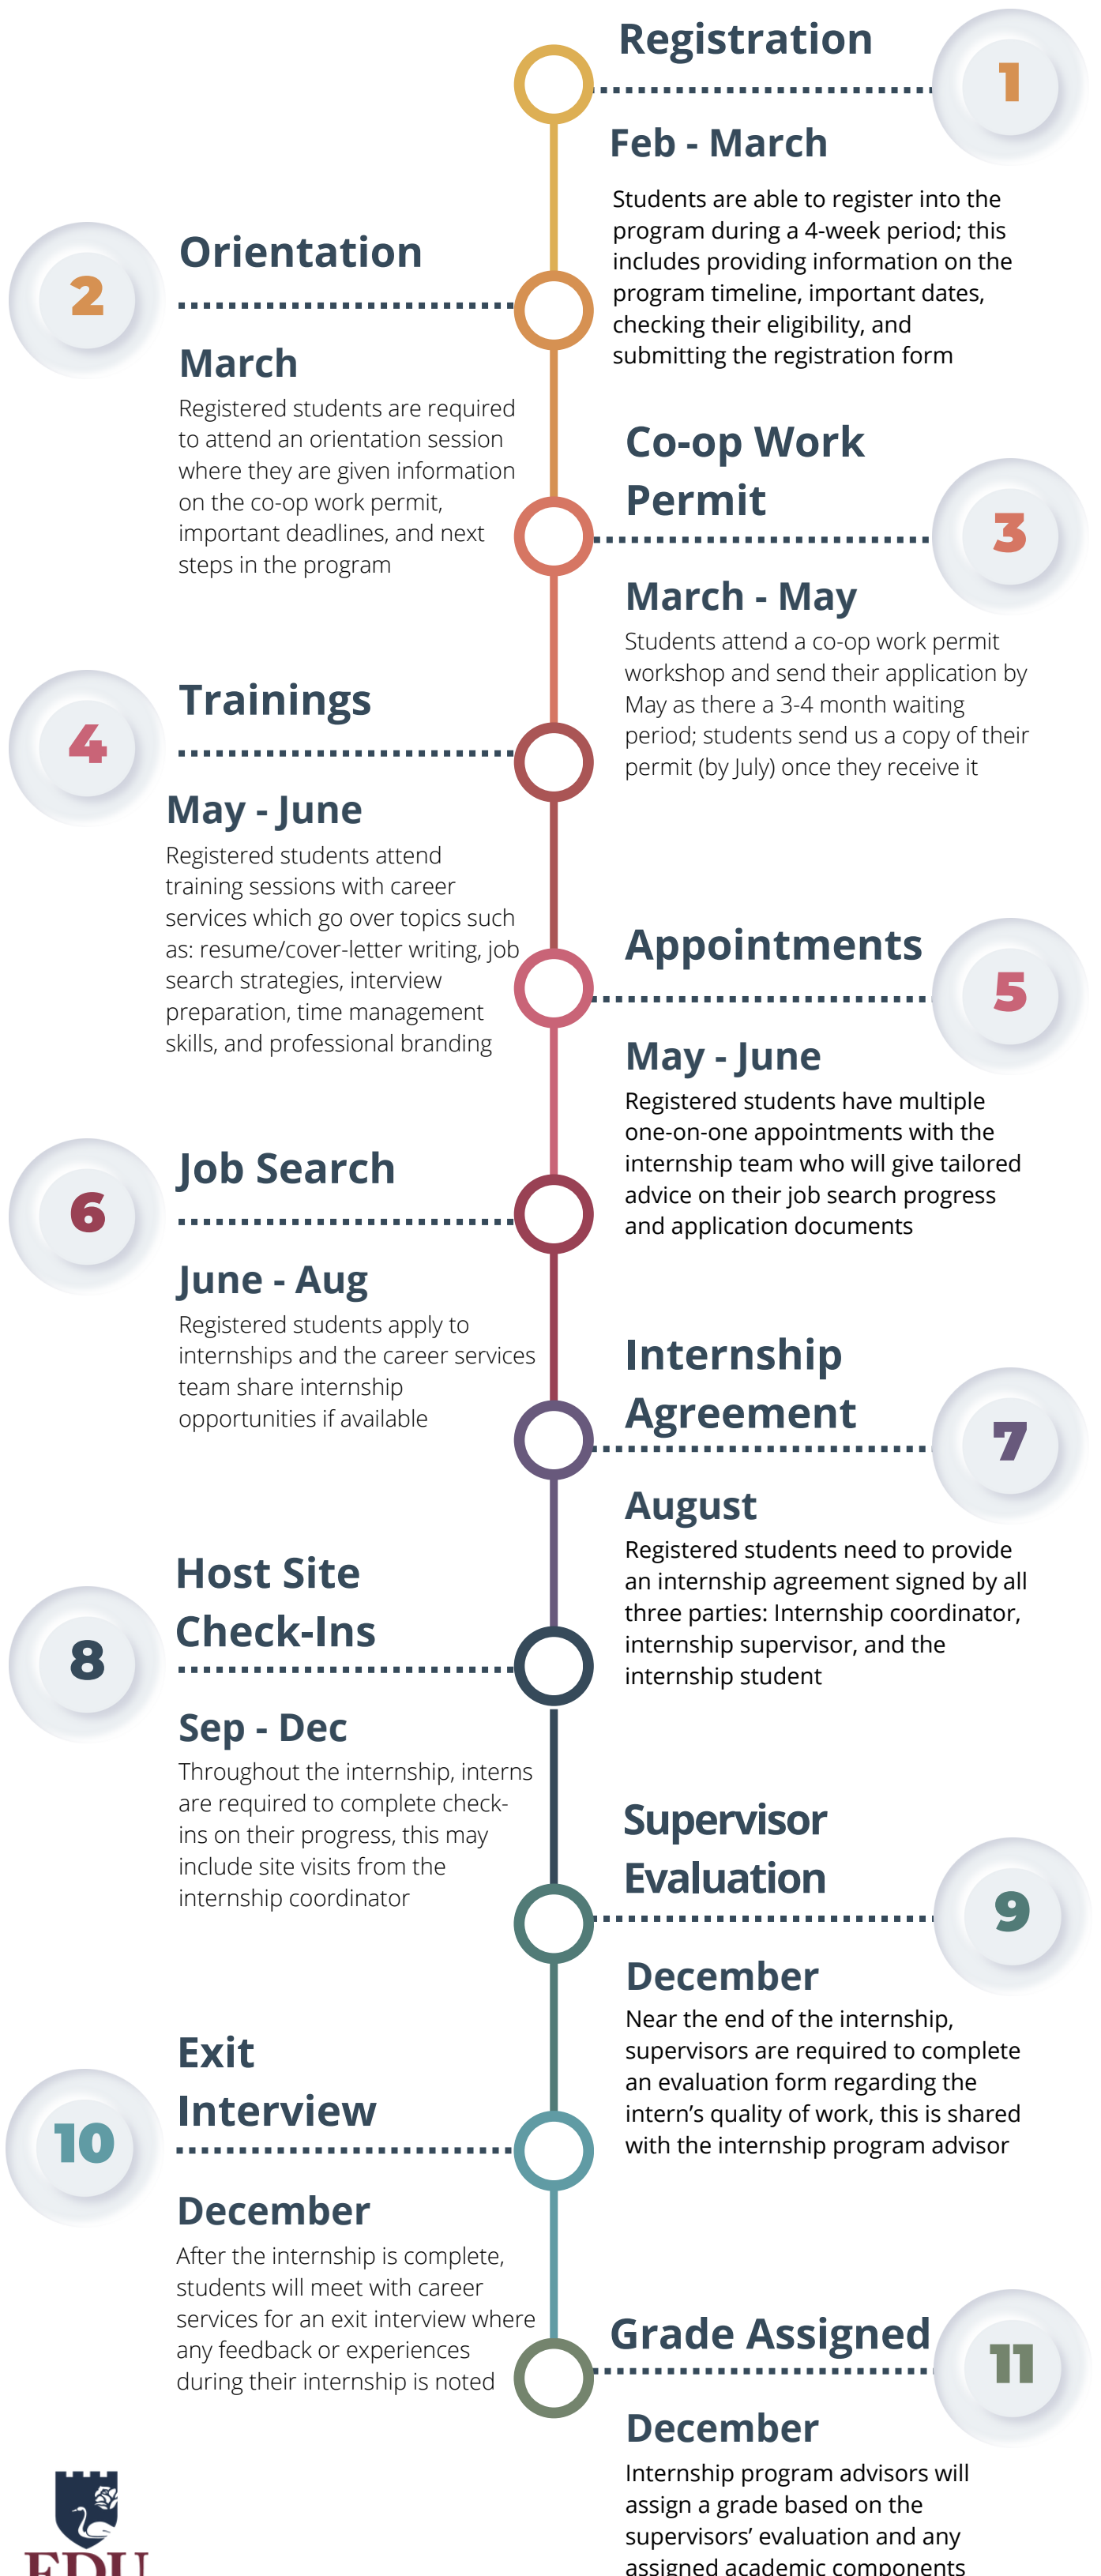 Registration
1
Feb - March
Students are able to register into the
program during a 4-week period; this
includes providing information on the
program timeline, important dates,
checking their eligibility, and
submitting the registration form
2
Orientation
March
Registered students are required
to attend an orientation session
where they are given information
on the co-op work permit,
important deadlines, and next
steps in the program
Co-op Work
Permit
3
March - May
Students attend a co-op work permit
workshop and send their application by
May as there a 3-4 month waiting
period; students send us a copy of their
permit (by July) once they receive it
4
Trainings
May - June
Registered students attend
training sessions with career
services which go over topics such
as: resume/cover-letter writing, job
search strategies, interview
preparation, time management
skills, and professional branding
Appointments
5
May - June
Registered students have multiple
one-on-one appointments with the
internship team who will give tailored
advice on their job search progress
and application documents
6
Job Search
June - Aug
Registered students apply to
internships and the career services
team share internship
opportunities if available
Internship
Agreement
7
August
Registered students need to provide
an internship agreement signed by all
three parties: Internship coordinator,
internship supervisor, and the
internship student
Host Site
Check-Ins
8
Sep - Dec
Throughout the internship, interns
are required to complete check-
ins on their progress, this may
include site visits from the
internship coordinator
Supervisor
Evaluation
9
December
Near the end of the internship,
supervisors are required to complete
an evaluation form regarding the
intern's quality of work, this is shared
with the internship program advisor
Exit
Interview
10
December
After the internship is complete,
students will meet with career
services for an exit interview where
any feedback or experiences
during their internship is noted
Grade Assigned
11
December
Internship program advisors will
assign a grade based on the
supervisors' evaluation and any
assigned academic components
FDU